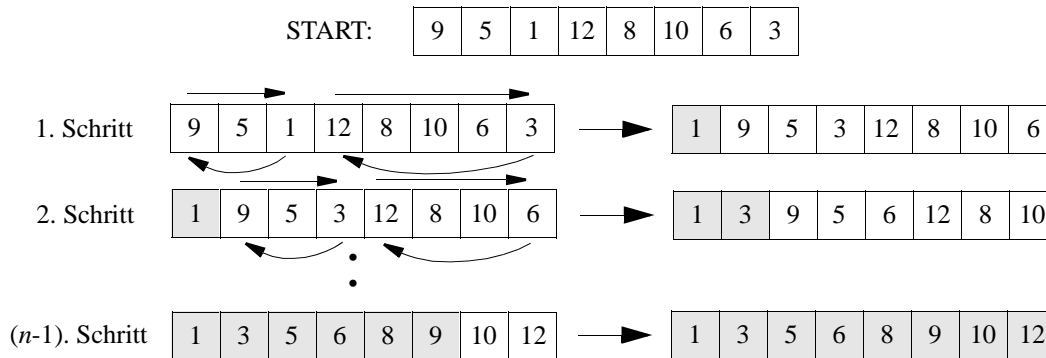 START: 9 5 1 12 8 10 6 3
1. Schritt 9 5 1 12 8 10 6 3 1 9 5 3 12 8 10 6
2. Schritt 1 9 5 3 12 8 10 6 1 3 9 5 6 12 8 10
(n-1). Schritt 1 3 5 6 8 9 10 12 1 3 5 6 8 9 10 12